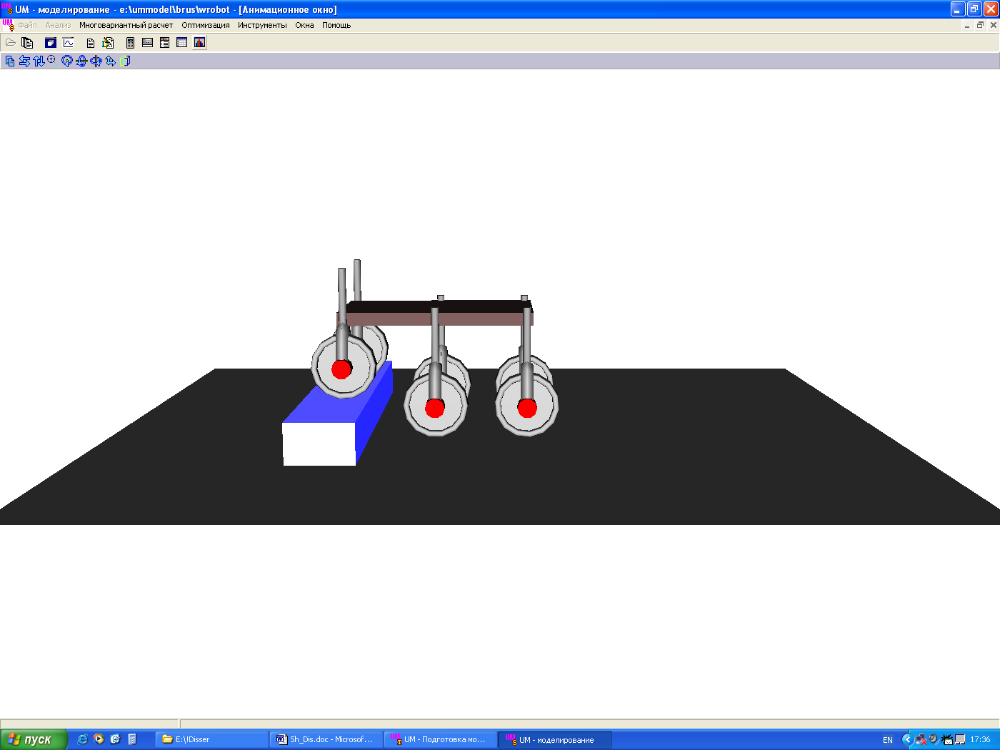 UM - моделирование - e:\ummodel\brus\wrobot - [Анимационное окно]
Файл Анализ Многовариантный расчет Оптимизация Инструменты Окна Помощь
пуск E:\!Disser Sh_Dis.doc - Microsof... UM - Подготовка мо... UM - моделирование EN 17:36